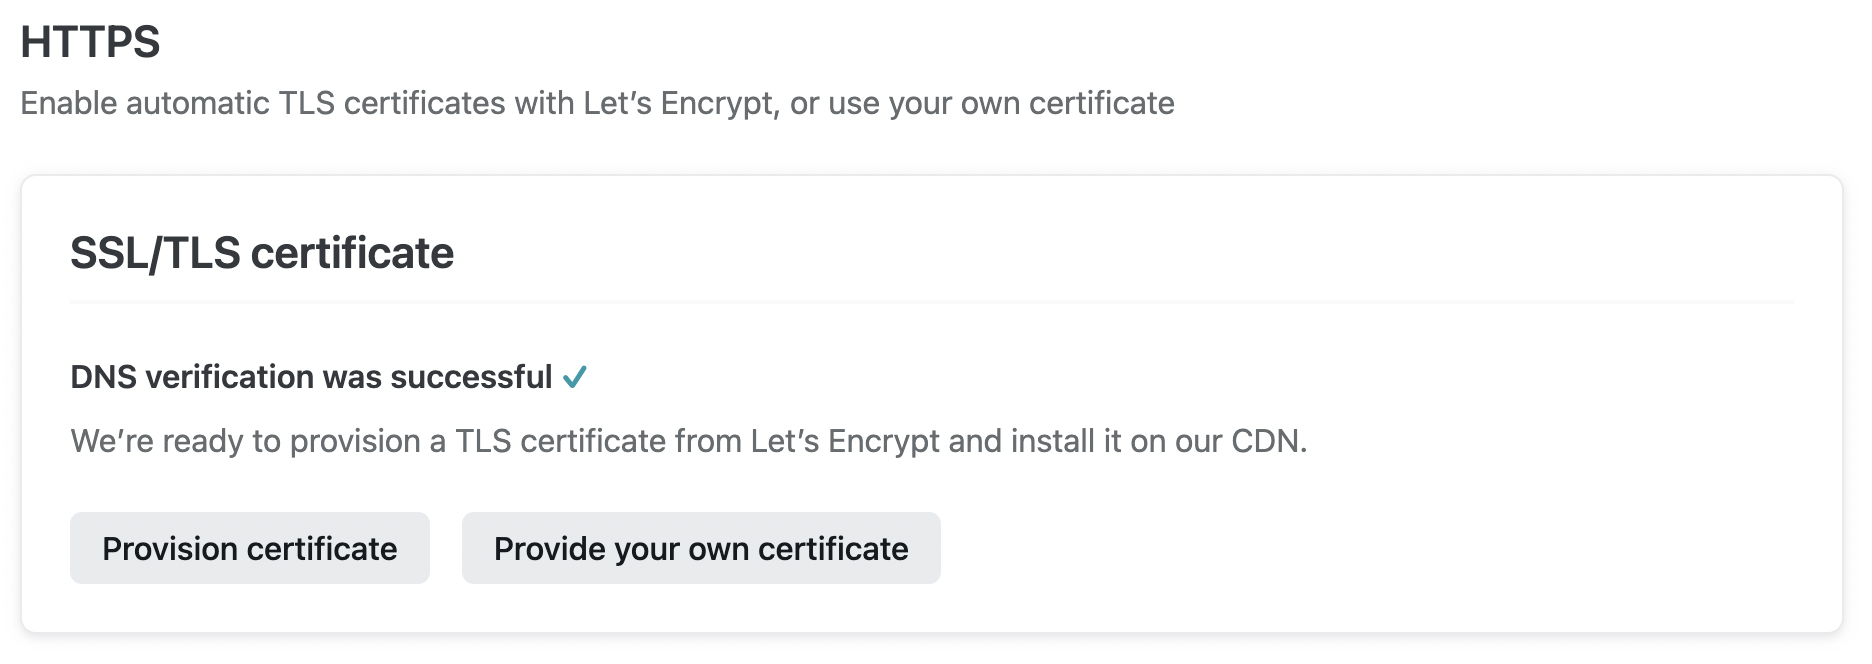 HTTPS
Enable automatic TLS certificates with Let’s Encrypt, or use your own certificate
SSL/TLS certificate
DNS verification was successful ✓
We’re ready to provision a TLS certificate from Let’s Encrypt and install it on our CDN.
Provision certificate
Provide your own certificate